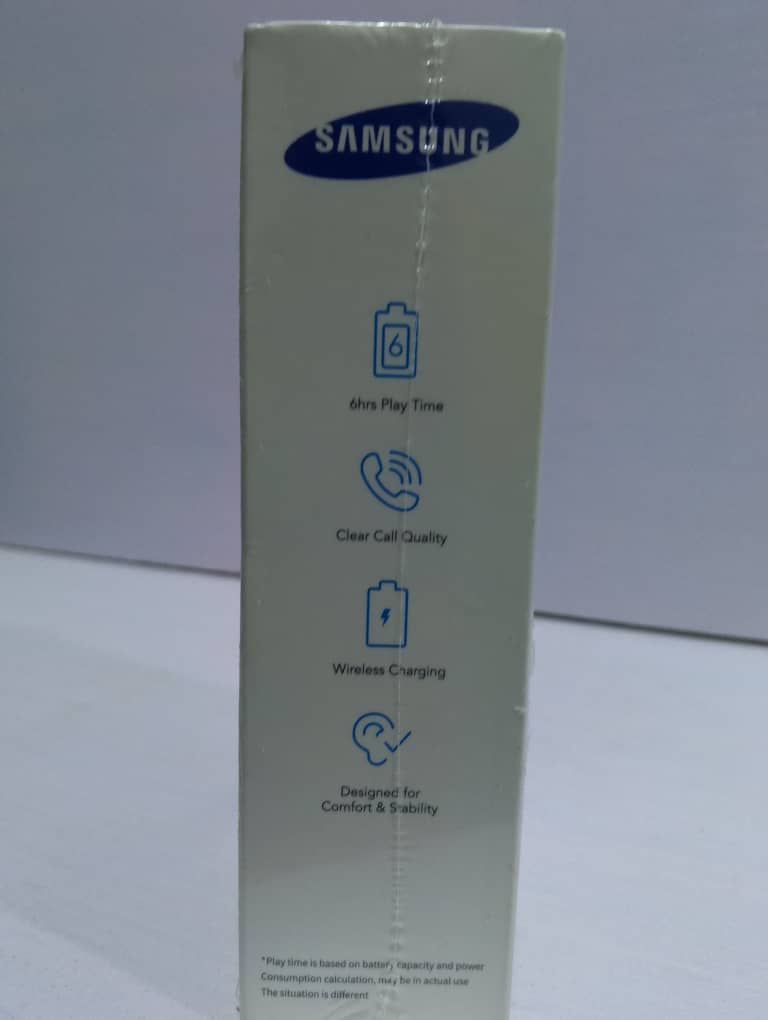 SAMSUNG
6
6hrs Play Time
Clear Call Quality
Wireless Charging
Designed for
Comfort & Stability
*Play time is based on battery capacity and power
Consumption calculation, may be in actual use
The situation is different